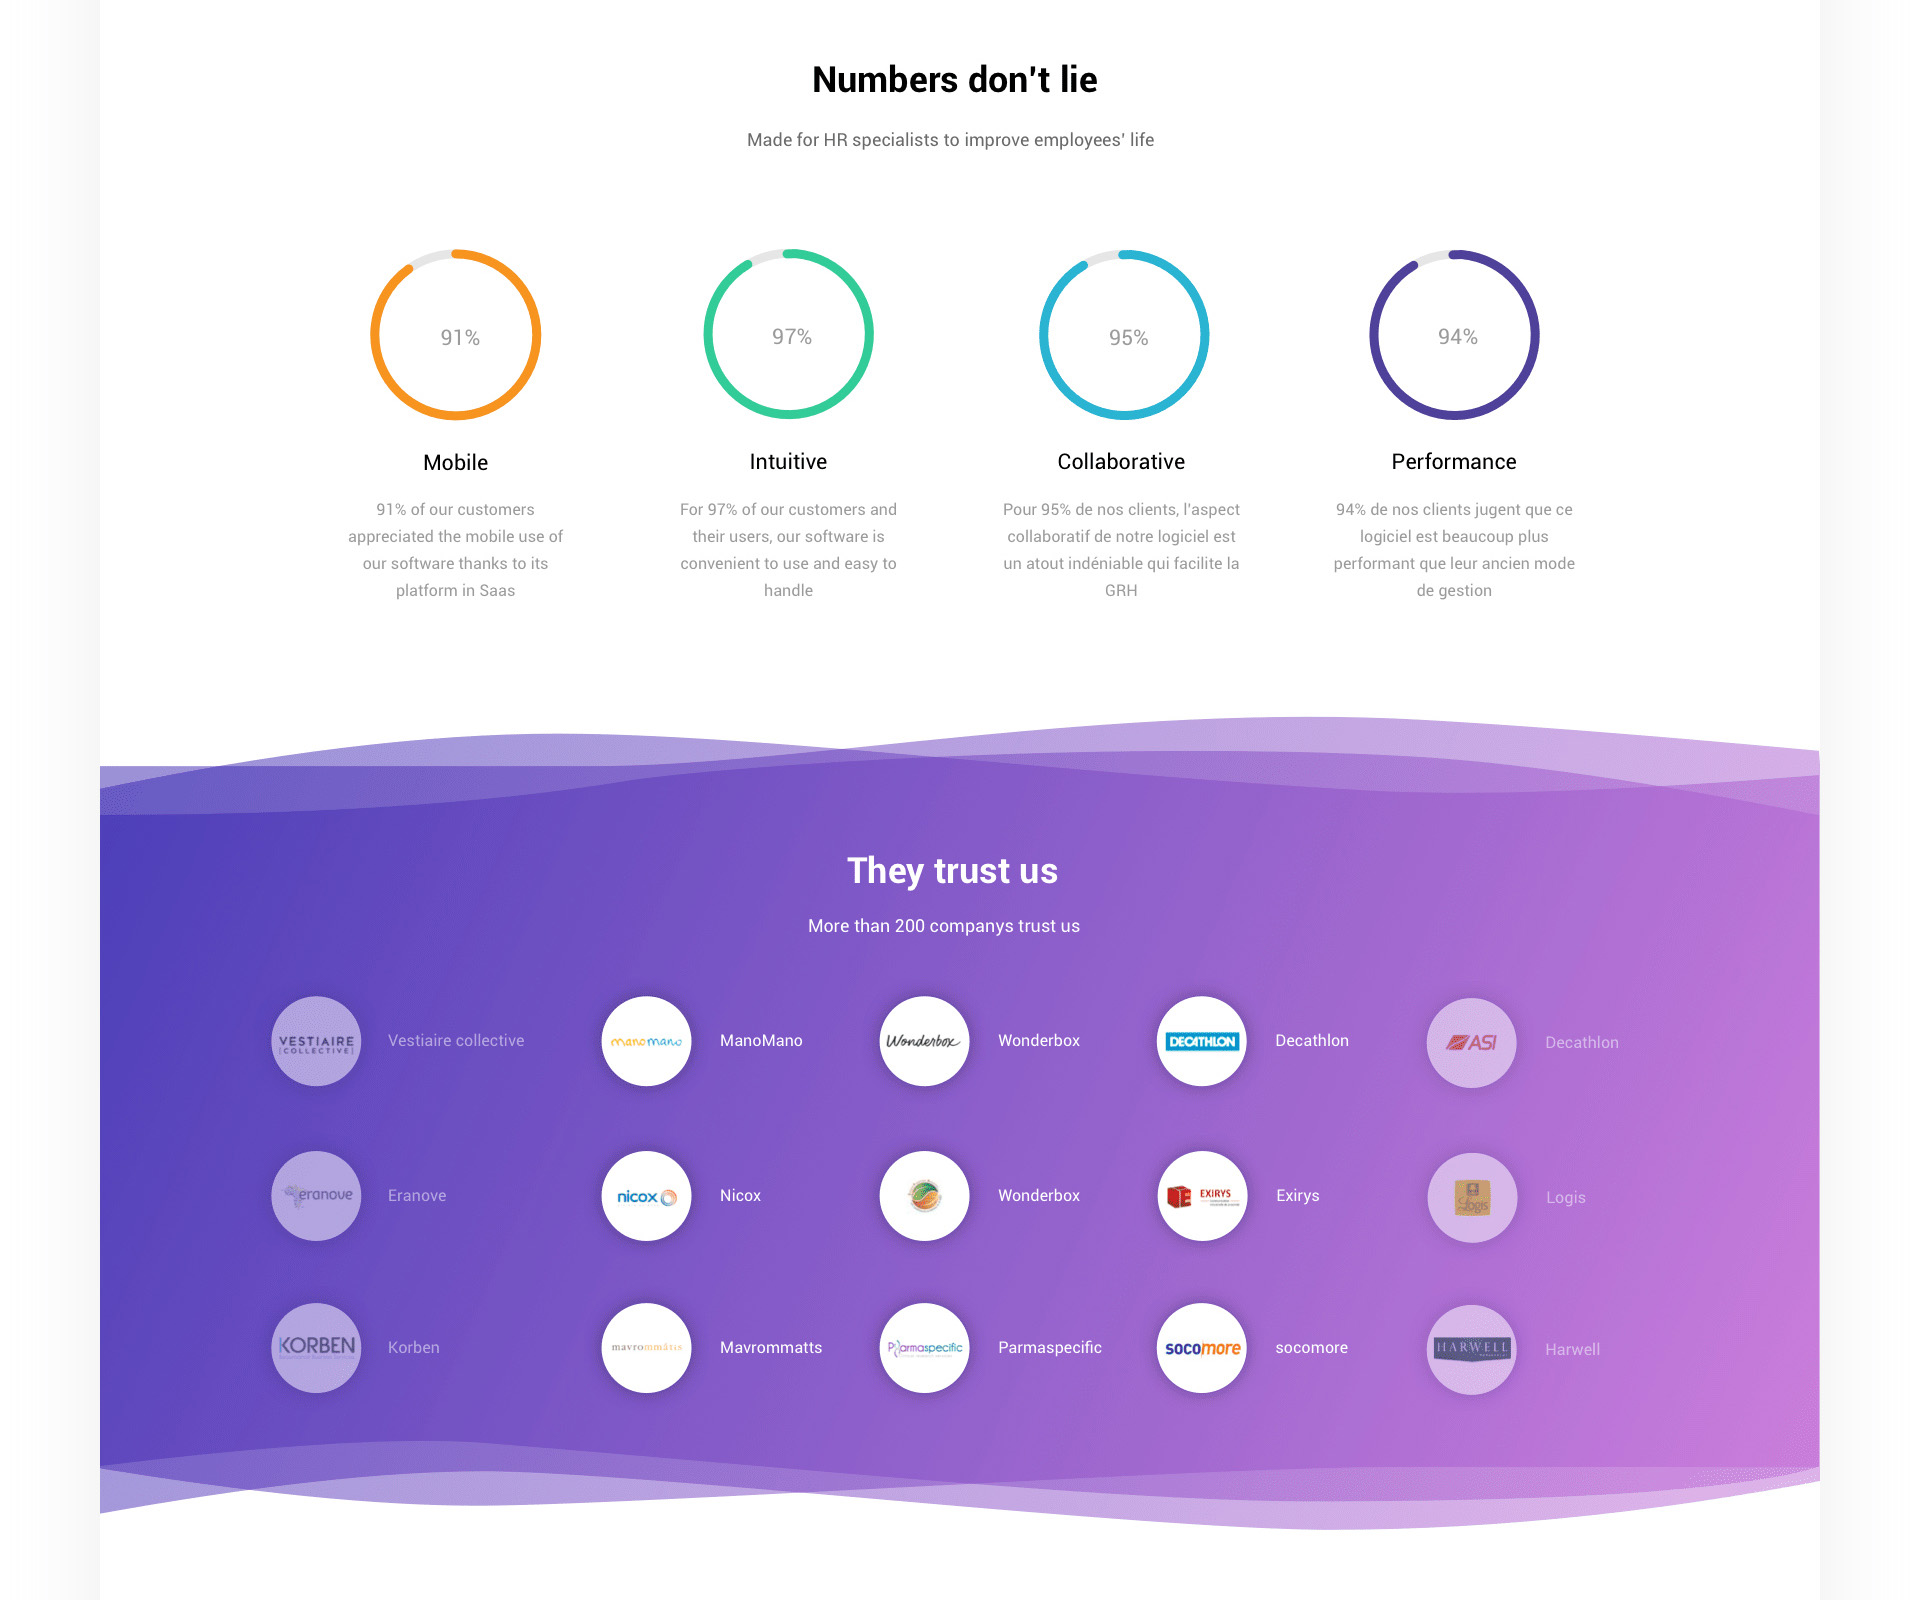 Numbers don't lie
Made for HR specialists to improve employees' life
91%
97%
95%
94%
Mobile
Intuitive
Collaborative
Performance
91% of our customers
appreciated the mobile use of
our software thanks to its
platform in Saas
For 97% of our customers and
their users, our software is
convenient to use and easy to
handle
Pour 95% de nos clients, l'aspect
collaboratif de notre logiciel est
un atout indéniable qui facilite la
GRH
94% de nos clients jugent que ce
logiciel est beaucoup plus
performant que leur ancien mode
de gestion
They trust us
More than 200 companys trust us
VESTIAIRE
[COLLECTIVE]
Vestiaire collective
manomano
ManoMano
Wonderbox
Wonderbox
DECATHLON
Decathlon
ASI
Decathlon
eranove
Eranove
nicox
Nicox
Wonderbox
EXIRYS
Exirys
Logis
Logis
KORBEN
Korben
mavrommâtis
Mavrommatts
Pharmaspecific
Parmaspecific
socomore
socomore
HARWELL
Harwell